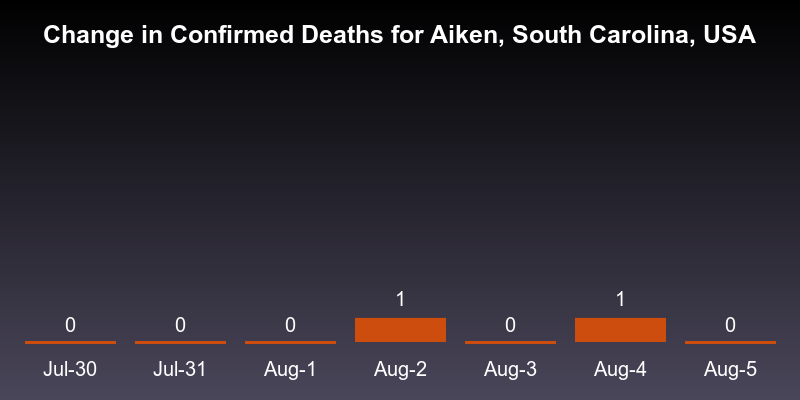 Change in Confirmed Deaths for Aiken, South Carolina, USA
0 0 0 1 0 1 0
Jul-30 Jul-31 Aug-1 Aug-2 Aug-3 Aug-4 Aug-5